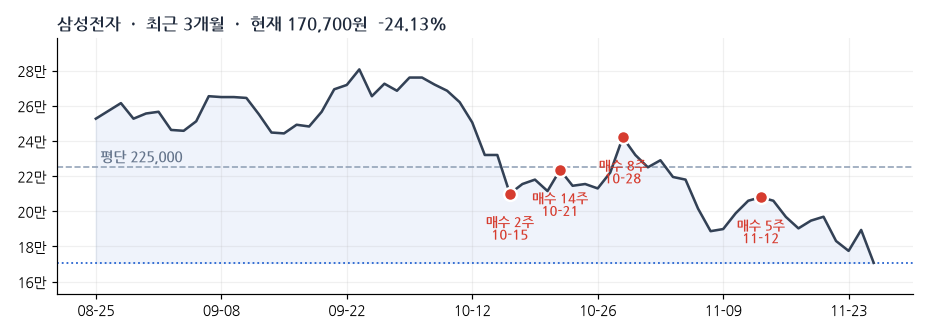 삼성전자 · 최근 3개월 · 현재 170,700원 -24.13%
28만
26만
24만
22만
20만
18만
16만
평단 225,000
매수 2주
10-15
매수 14주
10-21
매수 8주
10-28
매수 5주
11-12
08-25
09-08
09-22
10-12
10-26
11-09
11-23